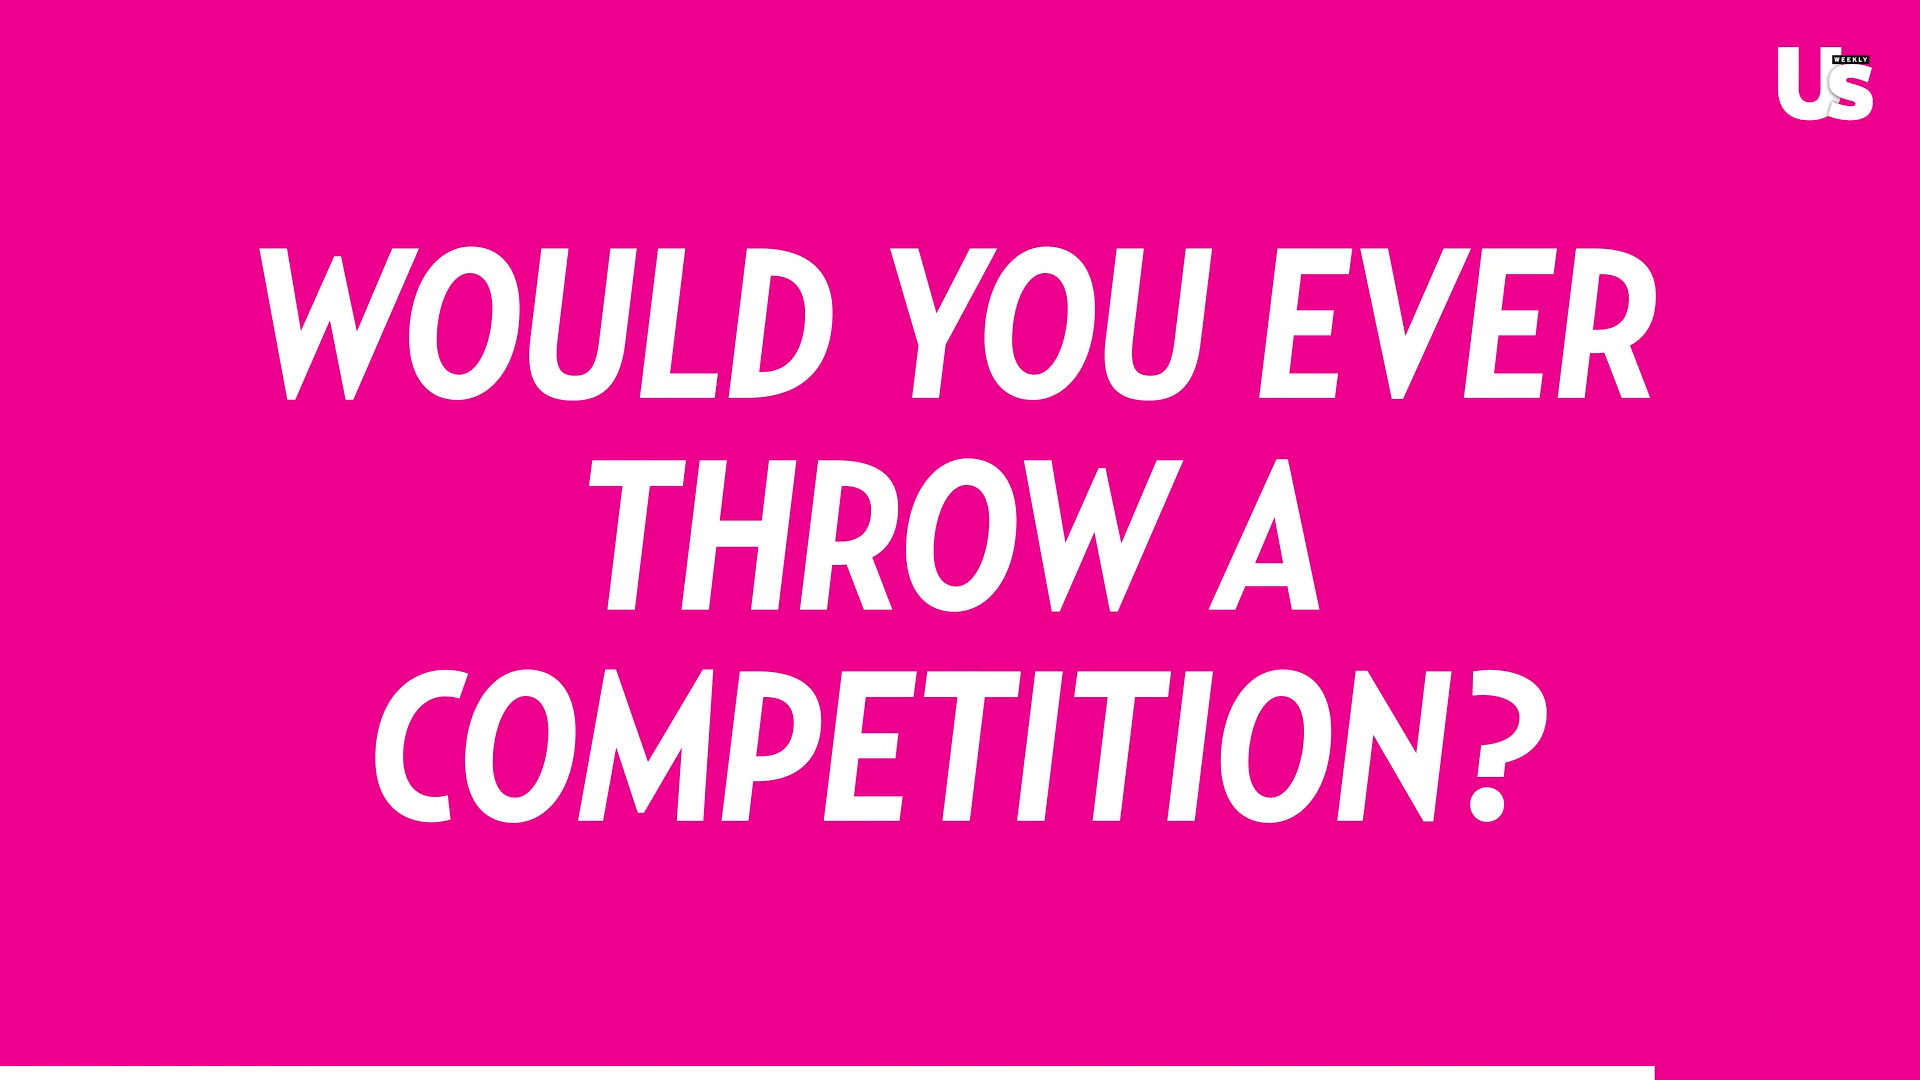 Us
WEEKLY
WOULD YOU EVER
THROW A
COMPETITION?